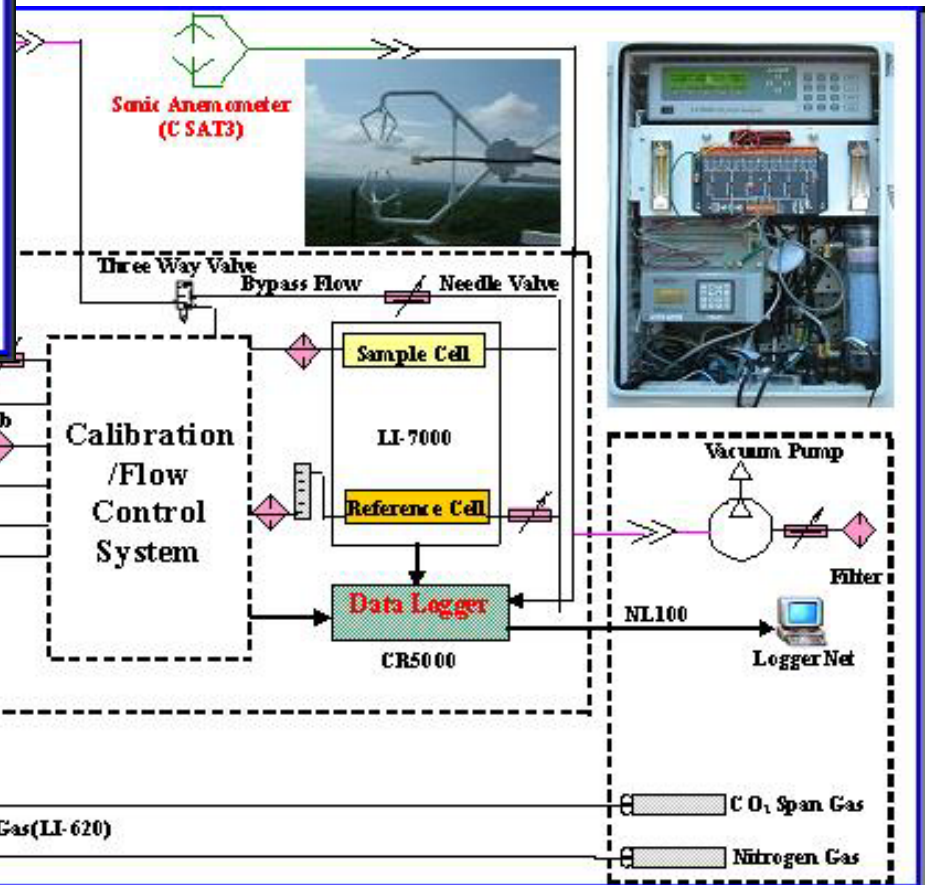 Sonic Anemometer
(CSAT3)
Three Way Valve
Bypass Flow
Needle Valve
Sample Cell
Calibration
/Flow
Control
System
LI-7000
Reference Cell
Vacuum Pump
Filter
Data Logger
CR5000
NL100
Logger Net
CO₂ Span Gas
Gas(LI-620)
Nitrogen Gas